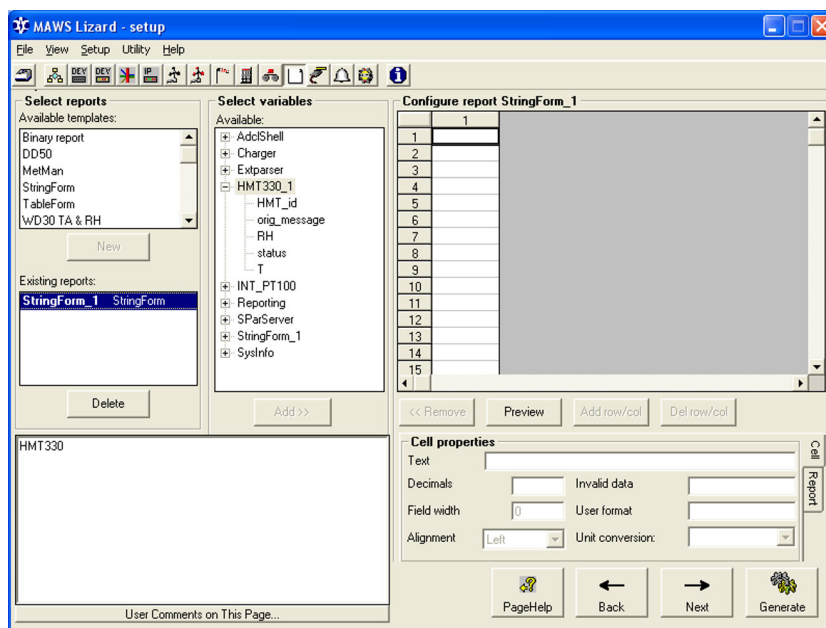 MAWS Lizard - setup
File View Setup Utility Help
DEV DEV IP
Select reports
Available templates:
Binary report
DD50
MetMan
StringForm
TableForm
WD30 TA & RH
New
Existing reports:
StringForm_1 StringForm
Delete
Select variables
Available:
AdclShell
Charger
Extparser
HMT330_1
HMT_id
orig_message
RH
status
T
INT_PT100
Reporting
SParServer
StringForm_1
SysInfo
Add >>
Configure report StringForm_1
1
1
2
3
4
5
6
7
8
9
10
11
12
13
14
15
<< Remove Preview Add row/col Del row/col
HMT330
User Comments on This Page...
Cell properties
Text
Decimals Invalid data
Field width 0 User format
Alignment Left Unit conversion:
Cell
Report
PageHelp Back Next Generate